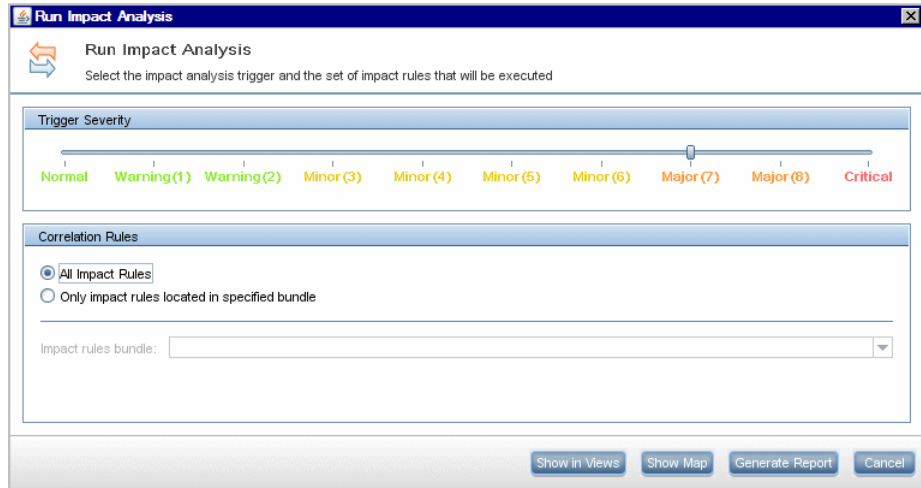 Run Impact Analysis
Run Impact Analysis
Select the impact analysis trigger and the set of impact rules that will be executed
Trigger Severity
Normal Warning(1) Warning(2) Minor(3) Minor(4) Minor(5) Minor(6) Major(7) Major(8) Critical
Correlation Rules
All Impact Rules
Only impact rules located in specified bundle
Impact rules bundle:
Show in Views Show Map Generate Report Cancel